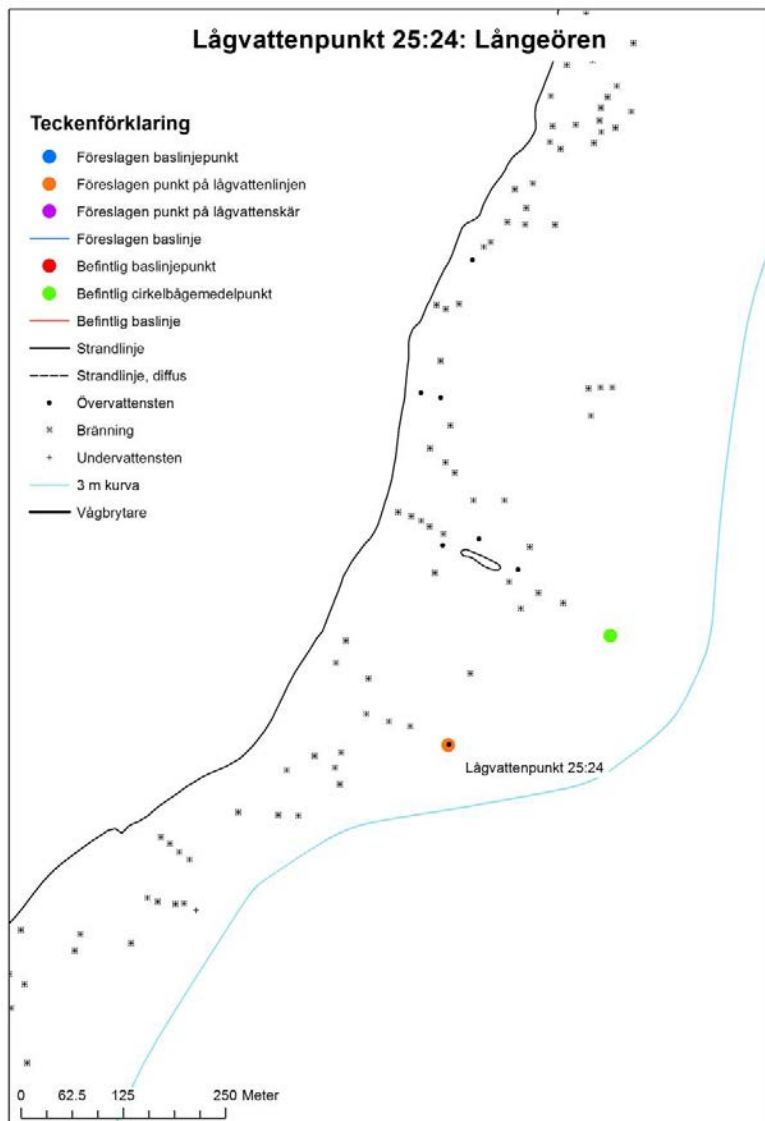 Lågvattenpunkt 25:24: Långeören
Teckenförklaring
Föreslagen baslinjepunkt
Föreslagen punkt på lågvattenlinjen
Föreslagen punkt på lågvattenskär
Föreslagen baslinje
Befintlig baslinjepunkt
Befintlig cirkelbågemedelpunkt
Befintlig baslinje
Strandlinje
Strandlinje, diffus
Övervattensten
Bränning
Undervattensten
3 m kurva
Vågbrytare
Lågvattenpunkt 25:24
0 62.5 125 250 Meter